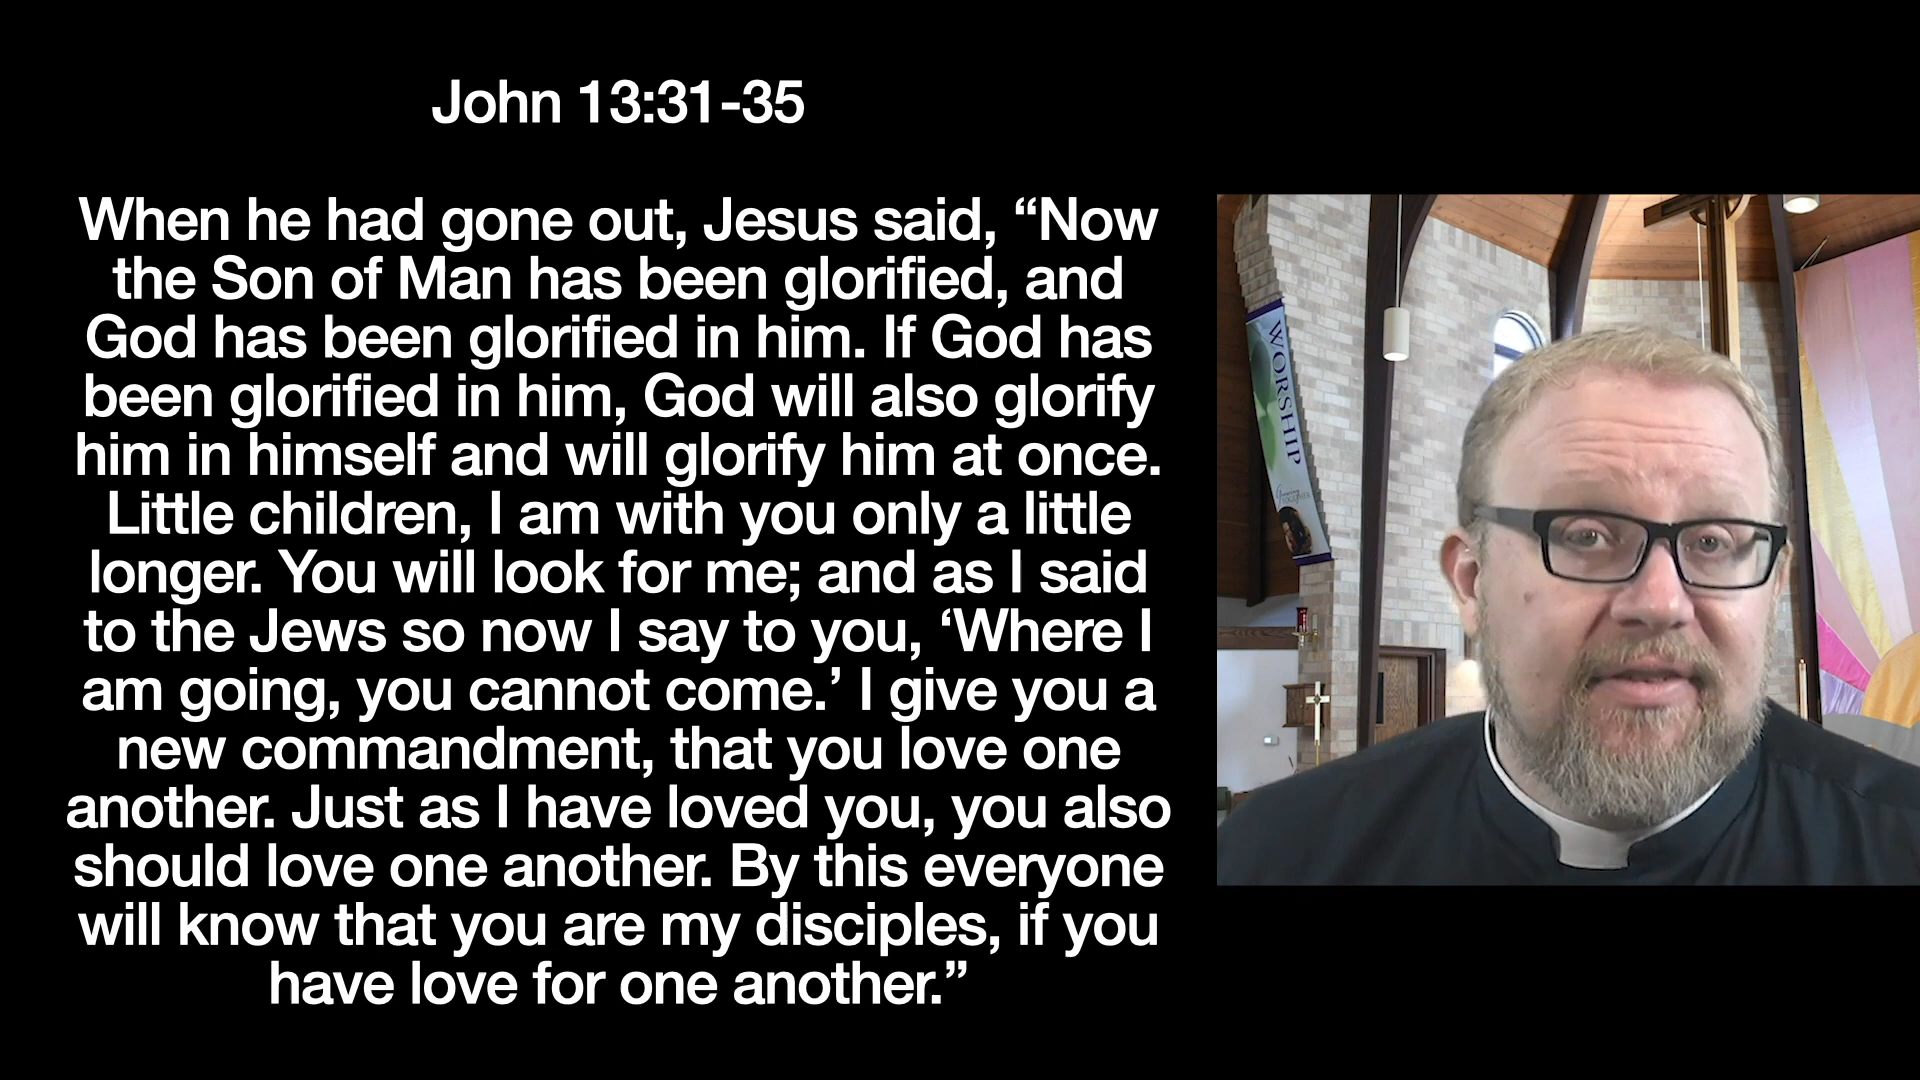 John 13:31-35
When he had gone out, Jesus said, “Now
the Son of Man has been glorified, and
God has been glorified in him. If God has
been glorified in him, God will also glorify
him in himself and will glorify him at once.
Little children, I am with you only a little
longer. You will look for me; and as I said
to the Jews so now I say to you, ‘Where I
am going, you cannot come.’ I give you a
new commandment, that you love one
another. Just as I have loved you, you also
should love one another. By this everyone
will know that you are my disciples, if you
have love for one another.”
WORSHIP